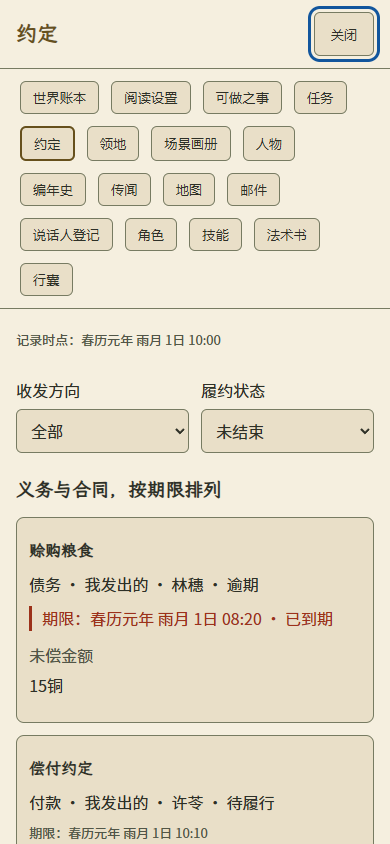 约定
关闭
世界账本 阅读设置 可做之事 任务
约定 领地 场景画册 人物
编年史 传闻 地图 邮件
说话人登记 角色 技能 法术书
行囊
记录时点：春历元年 雨月 1日 10:00
收发方向 履约状态
全部 未结束
义务与合同，按期限排列
赊购粮食
债务 · 我发出的 · 林穗 · 逾期
期限：春历元年 雨月 1日 08:20 · 已到期
未偿金额
15铜
偿付约定
付款 · 我发出的 · 许苓 · 待履行
期限：春历元年 雨月 1日 10:10